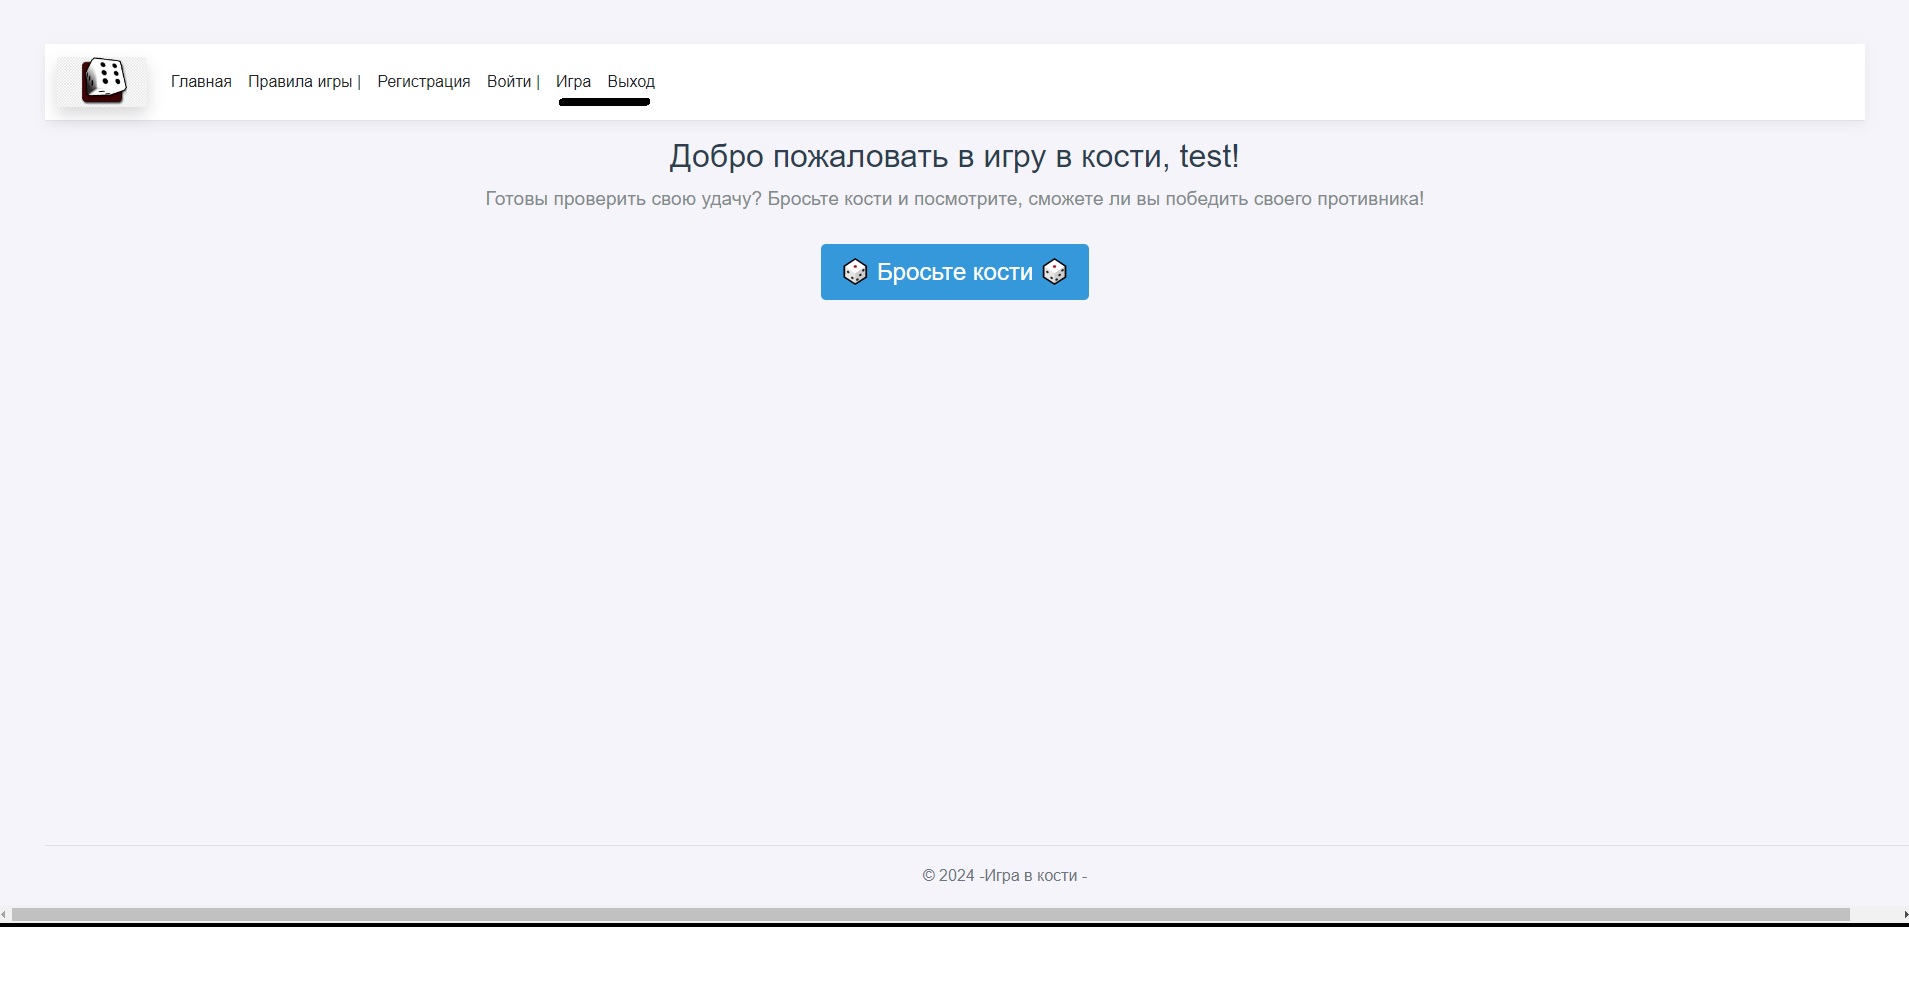 Главная Правила игры | Регистрация Войти | Игра Выход
Добро пожаловать в игру в кости, test!
Готовы проверить свою удачу? Бросьте кости и посмотрите, сможете ли вы победить своего противника!
Бросьте кости
© 2024 -Игра в кости -